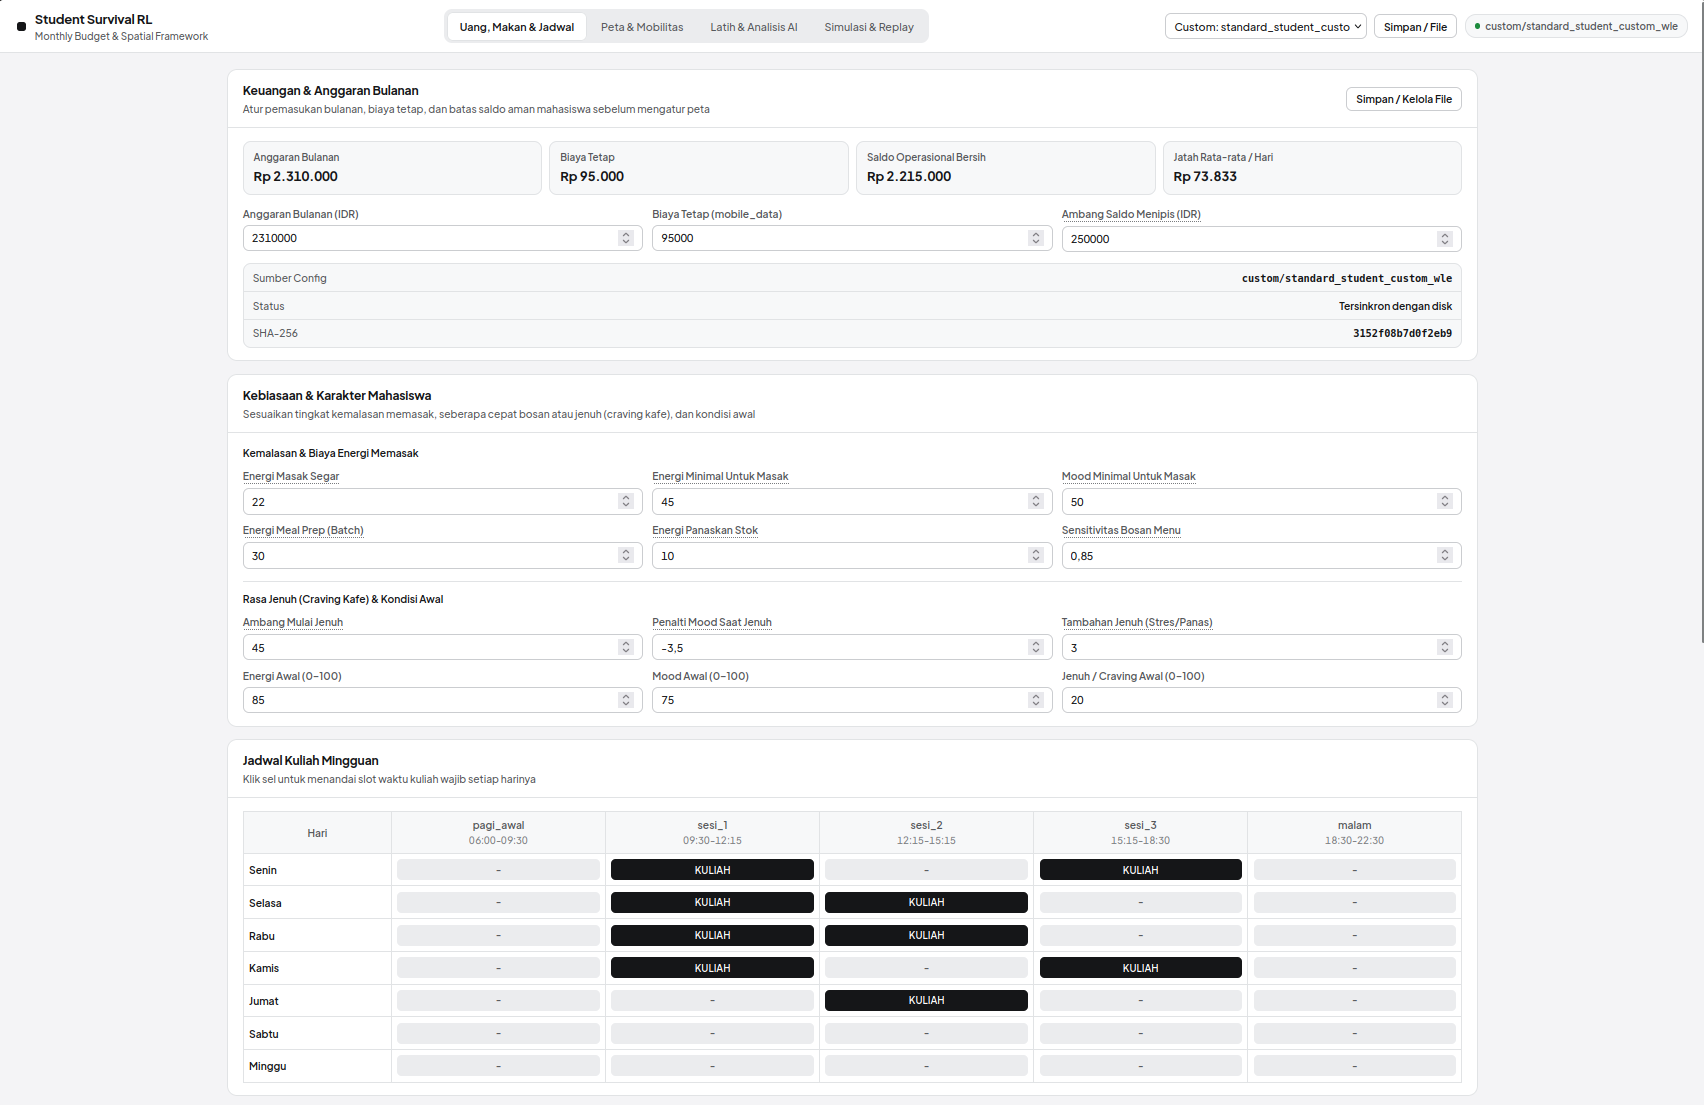 Student Survival RL
Monthly Budget & Spatial Framework
Uang, Makan & Jadwal
Peta & Mobilitas
Latih & Analisis AI
Simulasi & Replay
Custom: standard_student_custo
Simpan / File
custom/standard_student_custom_wle
Keuangan & Anggaran Bulanan
Atur pemasukan bulanan, biaya tetap, dan batas saldo aman mahasiswa sebelum mengatur peta
Simpan / Kelola File
Anggaran Bulanan
Rp 2.310.000
Biaya Tetap
Rp 95.000
Saldo Operasional Bersih
Rp 2.215.000
Jatah Rata-rata / Hari
Rp 73.833
Anggaran Bulanan (IDR)
2310000
Biaya Tetap (mobile_data)
95000
Ambang Saldo Menipis (IDR)
250000
Sumber Config custom/standard_student_custom_wle
Status Tersinkron dengan disk
SHA-256 3152f08b7d0f2eb9
Kebiasaan & Karakter Mahasiswa
Sesuaikan tingkat kemalasan memasak, seberapa cepat bosan atau jenuh (craving kafe), dan kondisi awal
Kemalasan & Biaya Energi Memasak
Energi Masak Segar
22
Energi Minimal Untuk Masak
45
Mood Minimal Untuk Masak
50
Energi Meal Prep (Batch)
30
Energi Panaskan Stok
10
Sensitivitas Bosan Menu
0,85
Rasa Jenuh (Craving Kafe) & Kondisi Awal
Ambang Mulai Jenuh
45
Penalti Mood Saat Jenuh
-3,5
Tambahan Jenuh (Stres/Panas)
3
Energi Awal (0-100)
85
Mood Awal (0-100)
75
Jenuh / Craving Awal (0-100)
20
Jadwal Kuliah Mingguan
Klik sel untuk menandai slot waktu kuliah wajib setiap harinya
Hari pagi_awal sesi_1 sesi_2 sesi_3 malam
06:00-09:30 09:30-12:15 12:15-15:15 15:15-18:30 18:30-22:30
Senin - KULIAH - KULIAH -
Selasa - KULIAH KULIAH - -
Rabu - KULIAH KULIAH - -
Kamis - KULIAH - KULIAH -
Jumat - - KULIAH - -
Sabtu - - - - -
Minggu - - - - -